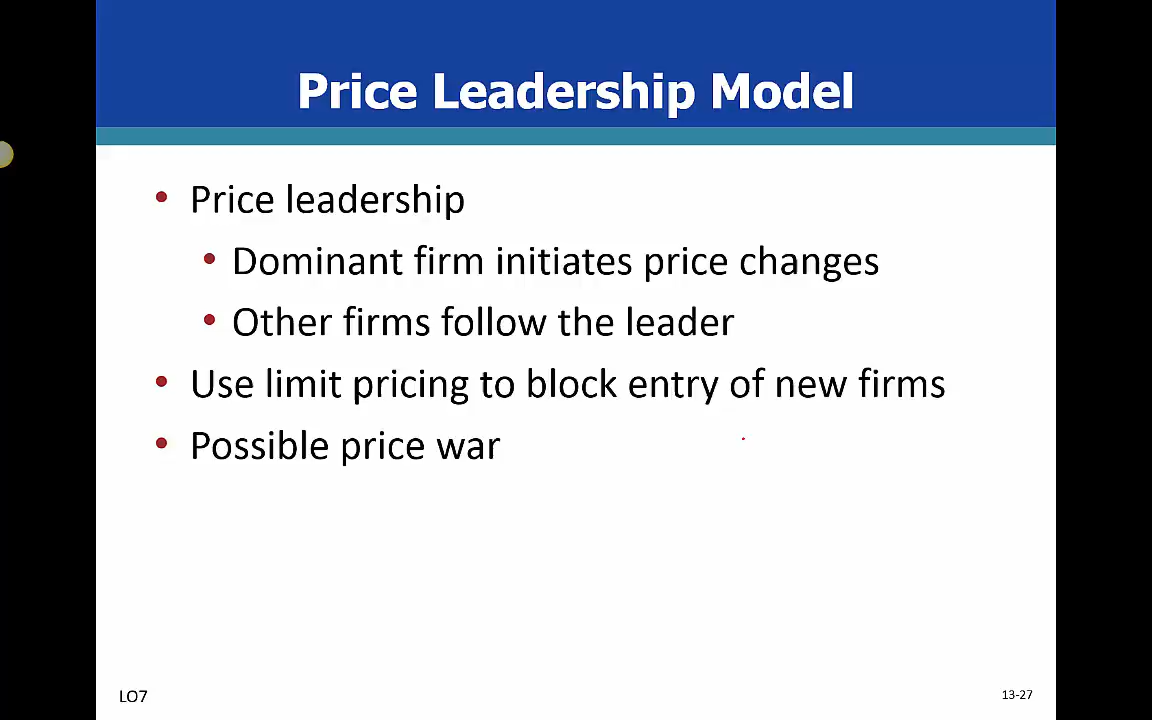 Price Leadership Model
• Price leadership
• Dominant firm initiates price changes
• Other firms follow the leader
• Use limit pricing to block entry of new firms
• Possible price war
LO7
13-27